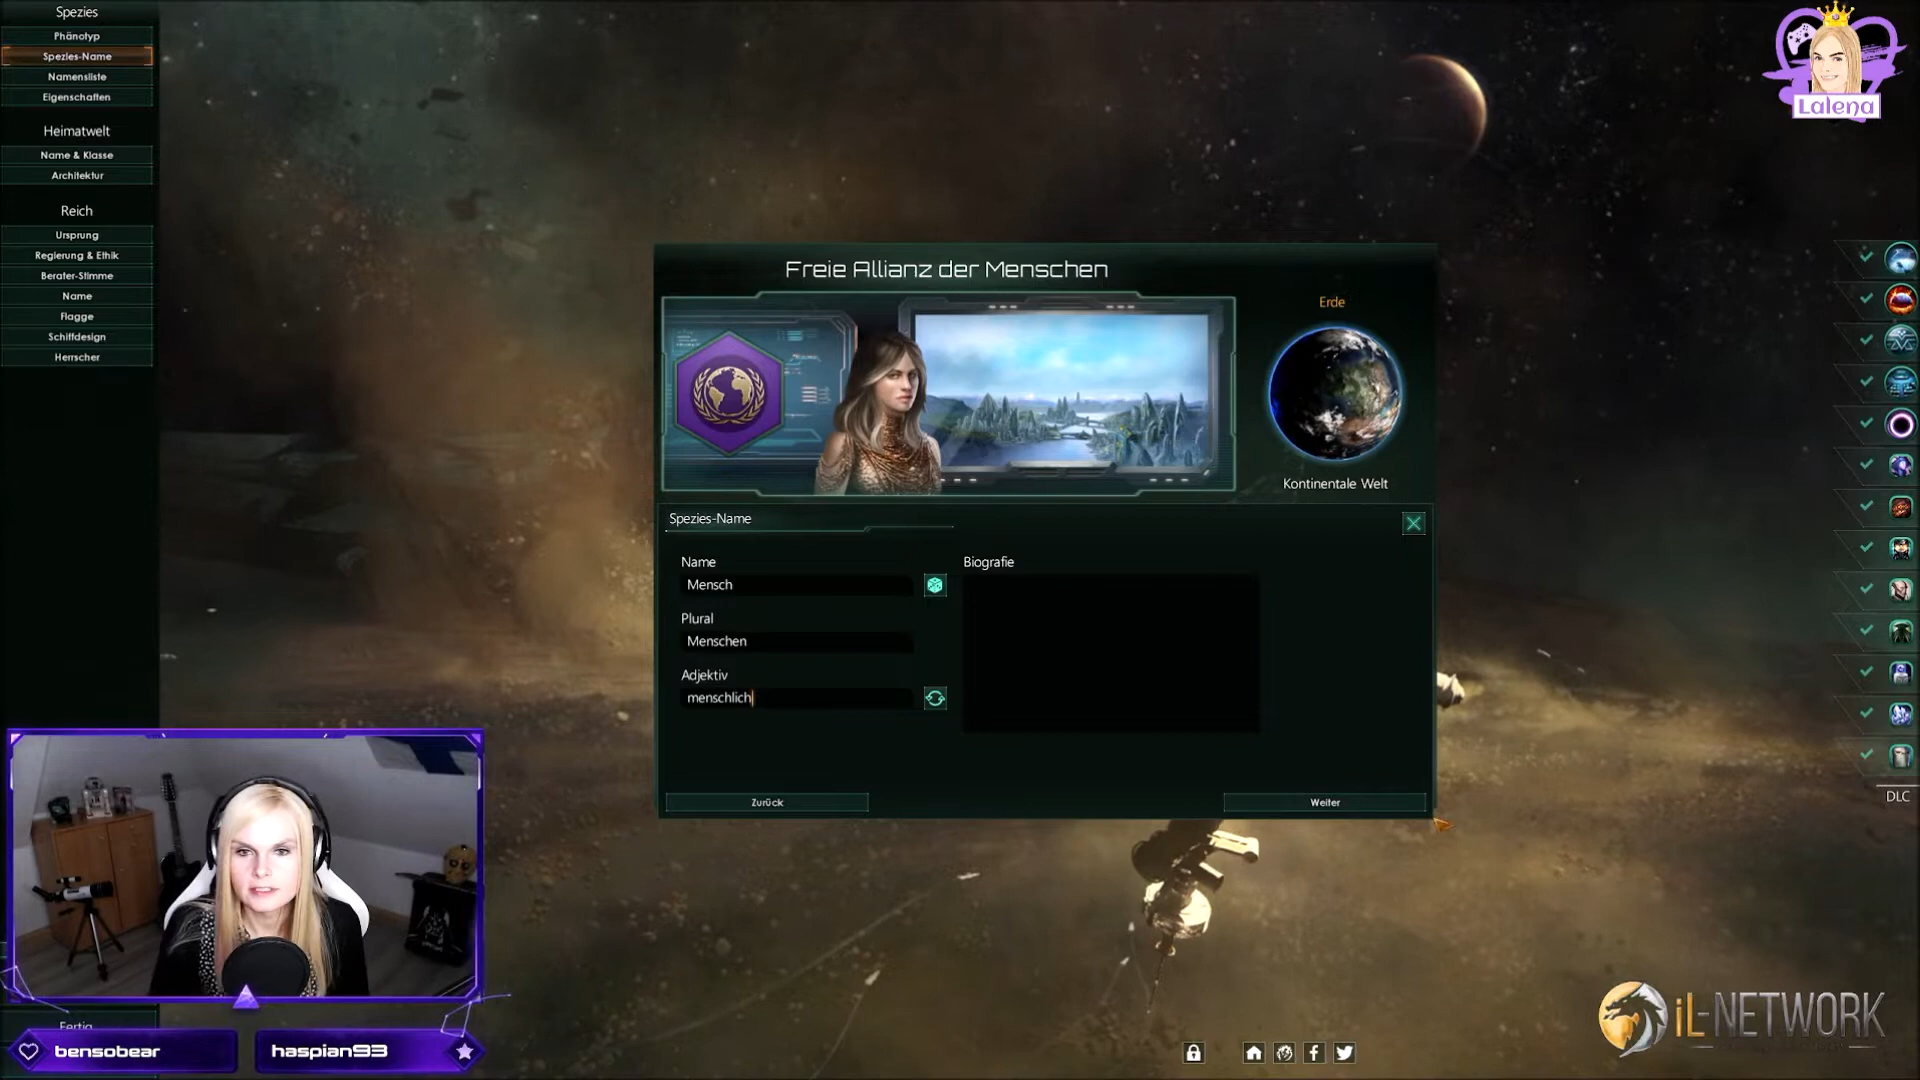 Spezies
Phänotyp
Spezies-Name
Namensliste
Eigenschaften
Heimatwelt
Name & Klasse
Architektur
Reich
Ursprung
Regierung & Ethik
Berater-Stimme
Name
Flagge
Schiffdesign
Herrscher
Fertig
Freie Allianz der Menschen
Erde
Kontinentale Welt
Spezies-Name
Name
Mensch
Plural
Menschen
Adjektiv
menschlich
Biografie
Zurück
Weiter
Lalena
DLC
bensobear
haspian93
iL-NETWORK